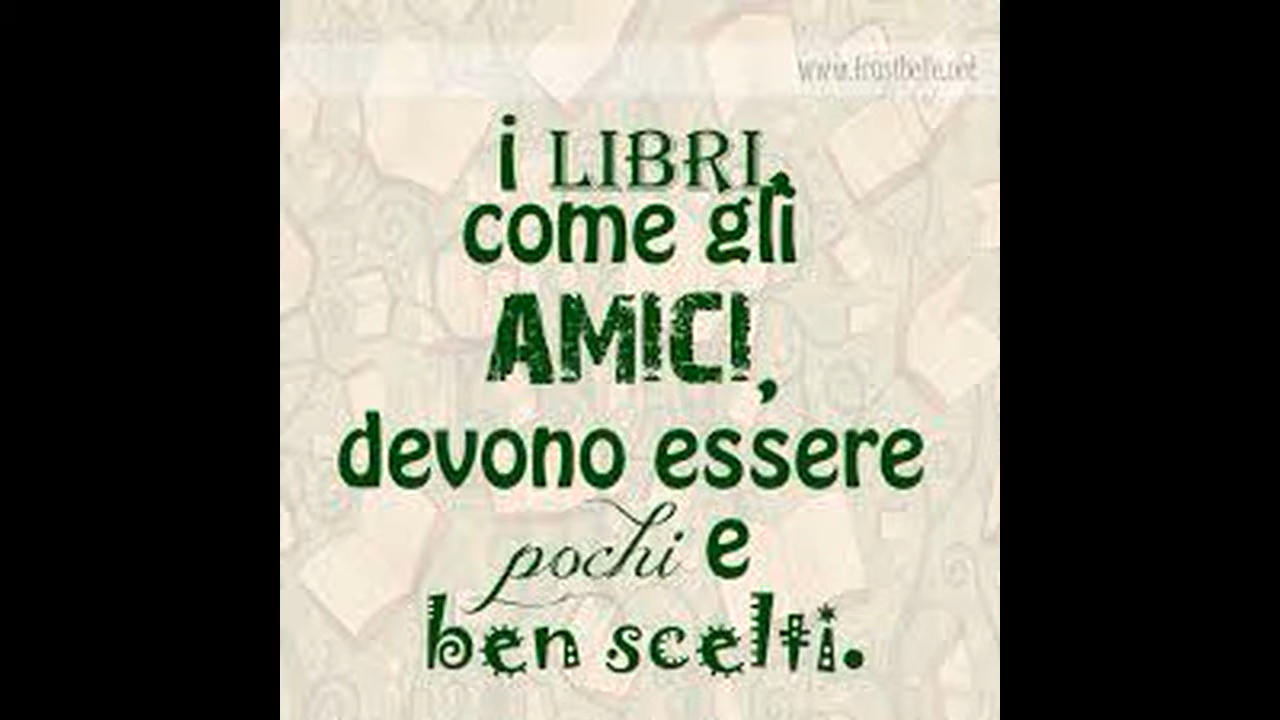 i LIBRI,
come gli
AMICI,
devono essere
pochi e
ben scelti.